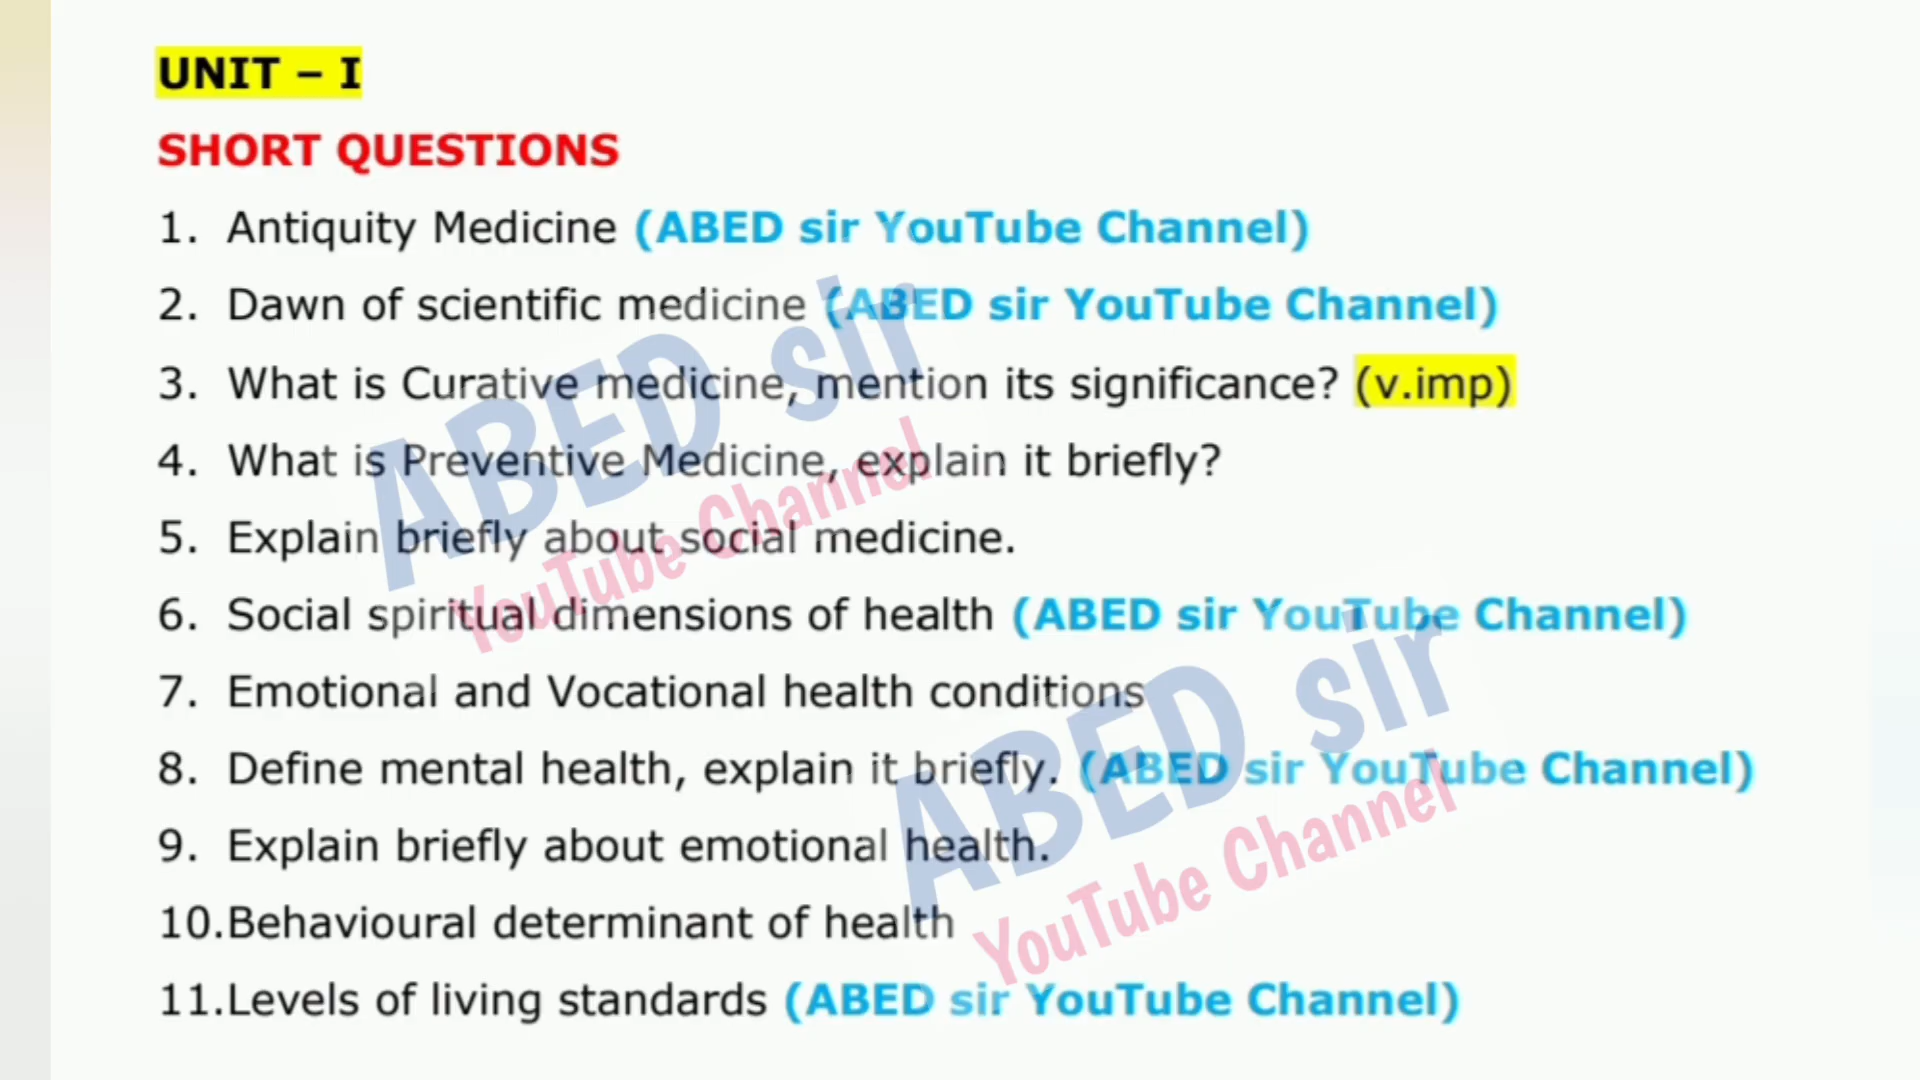 UNIT – I
SHORT QUESTIONS
1. Antiquity Medicine (ABED sir YouTube Channel)
2. Dawn of scientific medicine (ABED sir YouTube Channel)
3. What is Curative medicine, mention its significance? (v.imp)
4. What is Preventive Medicine, explain it briefly?
5. Explain briefly about social medicine.
6. Social spiritual dimensions of health (ABED sir YouTube Channel)
7. Emotional and Vocational health conditions
8. Define mental health, explain it briefly. (ABED sir YouTube Channel)
9. Explain briefly about emotional health.
10.Behavioural determinant of health
11.Levels of living standards (ABED sir YouTube Channel)
ABED sir
YouTube Channel
ABED sir
YouTube Channel